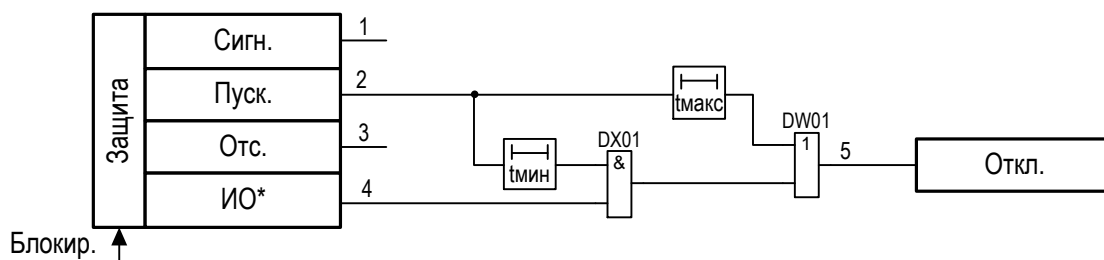 Защита
Сигн.
1
Пуск.
2
Отс.
3
ИО*
4
Блокир.
tмин
DX01
&
tмакс
DW01
1
5
Откл.